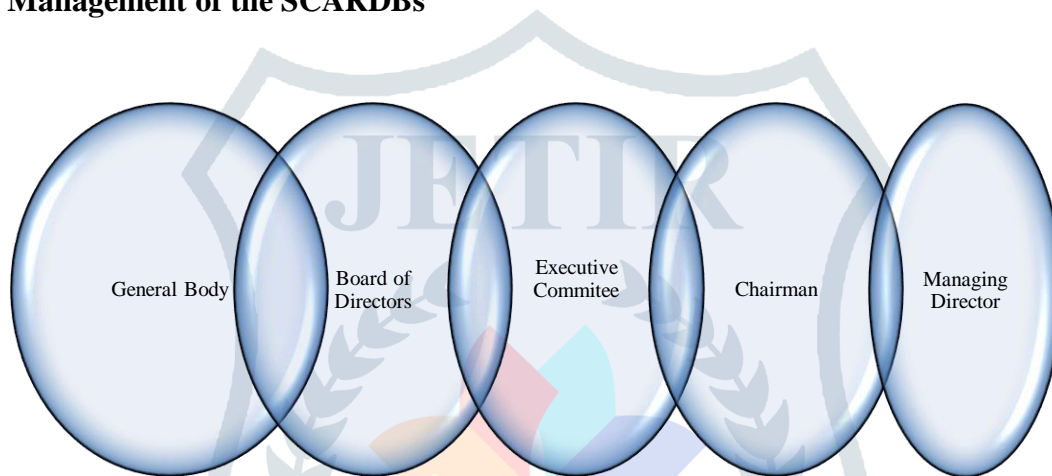 Management of the SCARDBs
JETIR
General Body
Board of
Directors
Executive
Commitee
Chairman
Managing
Director